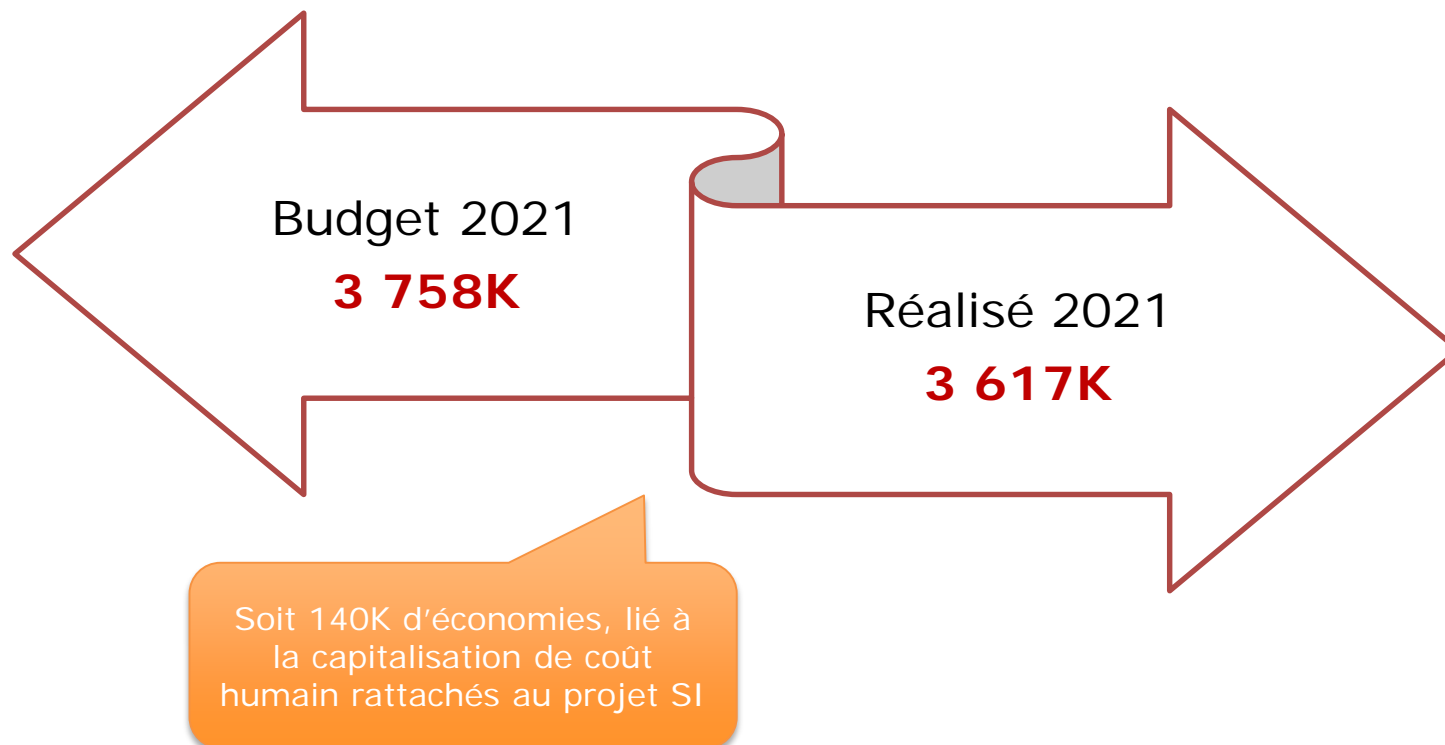 Budget 2021
3 758K
Réalisé 2021
3 617K
Soit 140K d’économies, lié à
la capitalisation de coût
humain rattachés au projet SI